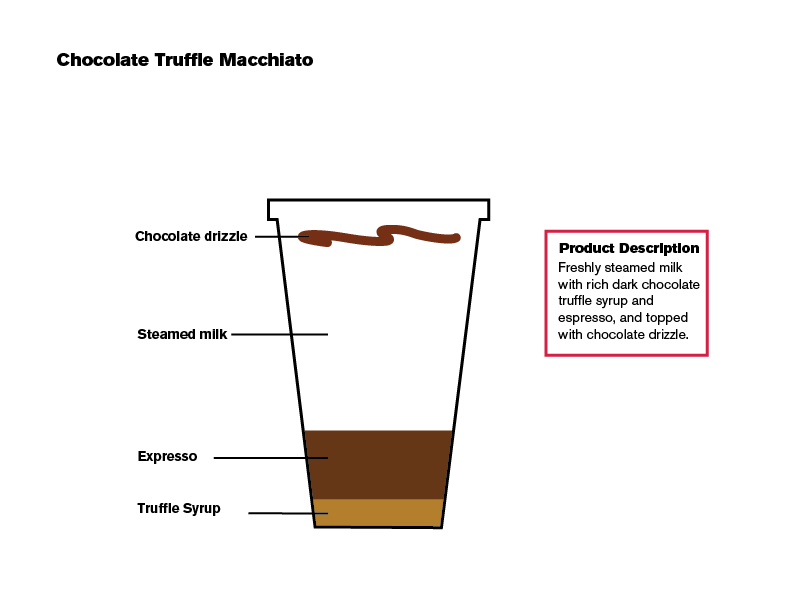 Chocolate Truffle Macchiato
Chocolate drizzle
Steamed milk
Expresso
Truffle Syrup
Product Description
Freshly steamed milk
with rich dark chocolate
truffle syrup and
espresso, and topped
with chocolate drizzle.